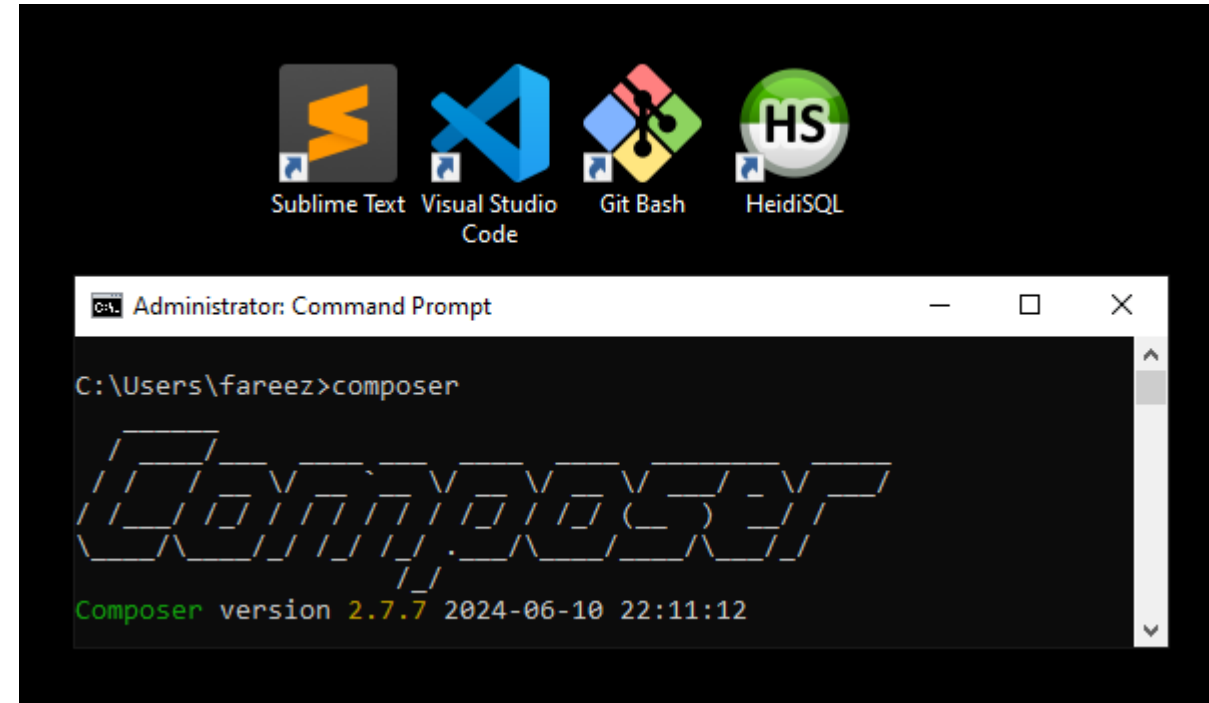 Sublime Text
Visual Studio
Code
Git Bash
HS
HeidiSQL
Administrator: Command Prompt
C:\Users\fareez>composer
Composer
Composer version 2.7.7 2024-06-10 22:11:12